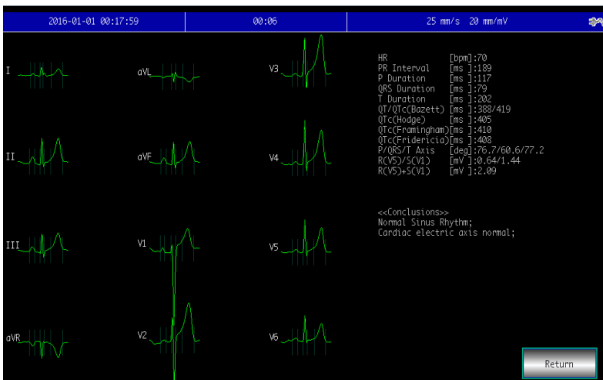 2016-01-01 00:17:59 00:06 25 mm/s 20 mm/mV
I aVL V3
II aVF V4
III V1 V5
aVR V2 V6
HR [bpm]:70
PR Interval [ms ]:189
P Duration [ms ]:117
QRS Duration [ms ]:79
T Duration [ms ]:202
QT/QTc(Bazett) [ms ]:388/419
QTc(Hodge) [ms ]:405
QTc(Framingham)[ms ]:410
QTc(Fridericia)[ms ]:408
P/QRS/T Axis [deg]:76.7/60.6/77.2
R(V5)/S(V1) [mV ]:0.64/1.44
R(V5)+S(V1) [mV ]:2.09
<<Conclusions>>
Normal Sinus Rhythm;
Cardiac electric axis normal;
Return